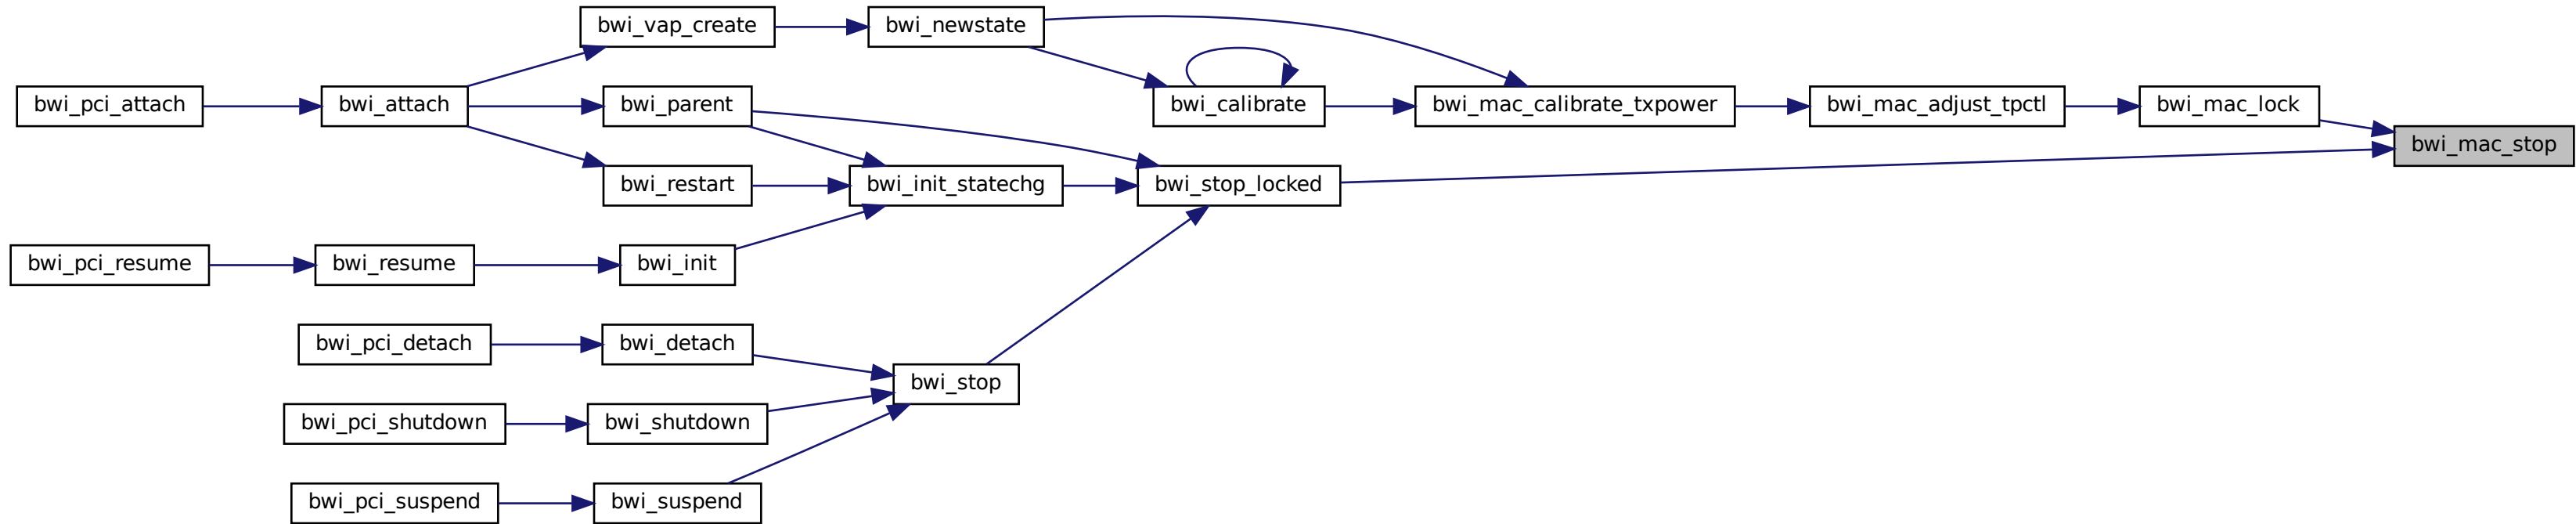 bwi_vap_create
bwi_newstate
bwi_pci_attach
bwi_attach
bwi_parent
bwi_calibrate
bwi_mac_calibrate_txpower
bwi_mac_adjust_tpctl
bwi_mac_lock
bwi_mac_stop
bwi_restart
bwi_init_statechg
bwi_stop_locked
bwi_pci_resume
bwi_resume
bwi_init
bwi_pci_detach
bwi_detach
bwi_stop
bwi_pci_shutdown
bwi_shutdown
bwi_pci_suspend
bwi_suspend